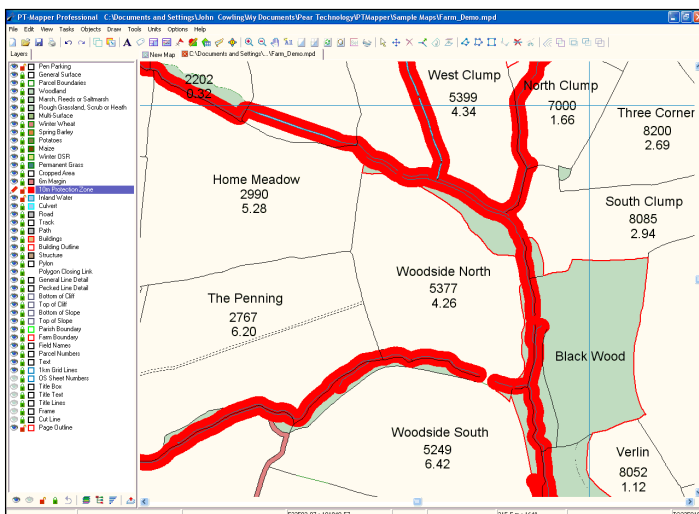 PT-Mapper Professional C:\Documents and Settings\John Cowling\My Documents\Pear Technology\PTMapper\Sample Maps\Farm_Demo.mpd
File Edit View Tasks Objects Draw Tools Units Options Help
Layers
New Map C:\Documents and Settings\...\Farm_Demo.mpd
Pen Parking
General Surface
Parcel Boundaries
Woodland
Marsh, Reeds or Saltmarsh
Rough Grassland, Scrub or Heath
Multi-Surface
Winter Wheat
Spring Barley
Potatoes
Maize
Winter OSR
Permanent Grass
Cropped Area
6m Margin
10m Protection Zone
Inland Water
Culvert
Road
Track
Path
Buildings
Building Outline
Structure
Pylon
Polygon Closing Link
General Line Detail
Pecked Line Detail
Bottom of Cliff
Top of Cliff
Bottom of Slope
Top of Slope
Parish Boundary
Farm Boundary
Field Names
Parcel Numbers
Text
1km Grid Lines
OS Sheet Numbers
Title Box
Title Text
Title Lines
Frame
Cut Line
Page Outline
2202
0.32
West Clump
5399
4.34
North Clump
7000
1.66
Three Corner
8200
2.69
Home Meadow
2990
5.28
South Clump
8085
2.94
Woodside North
5377
4.26
The Penning
2767
6.20
Black Wood
Woodside South
5249
6.42
Verlin
8052
1.12